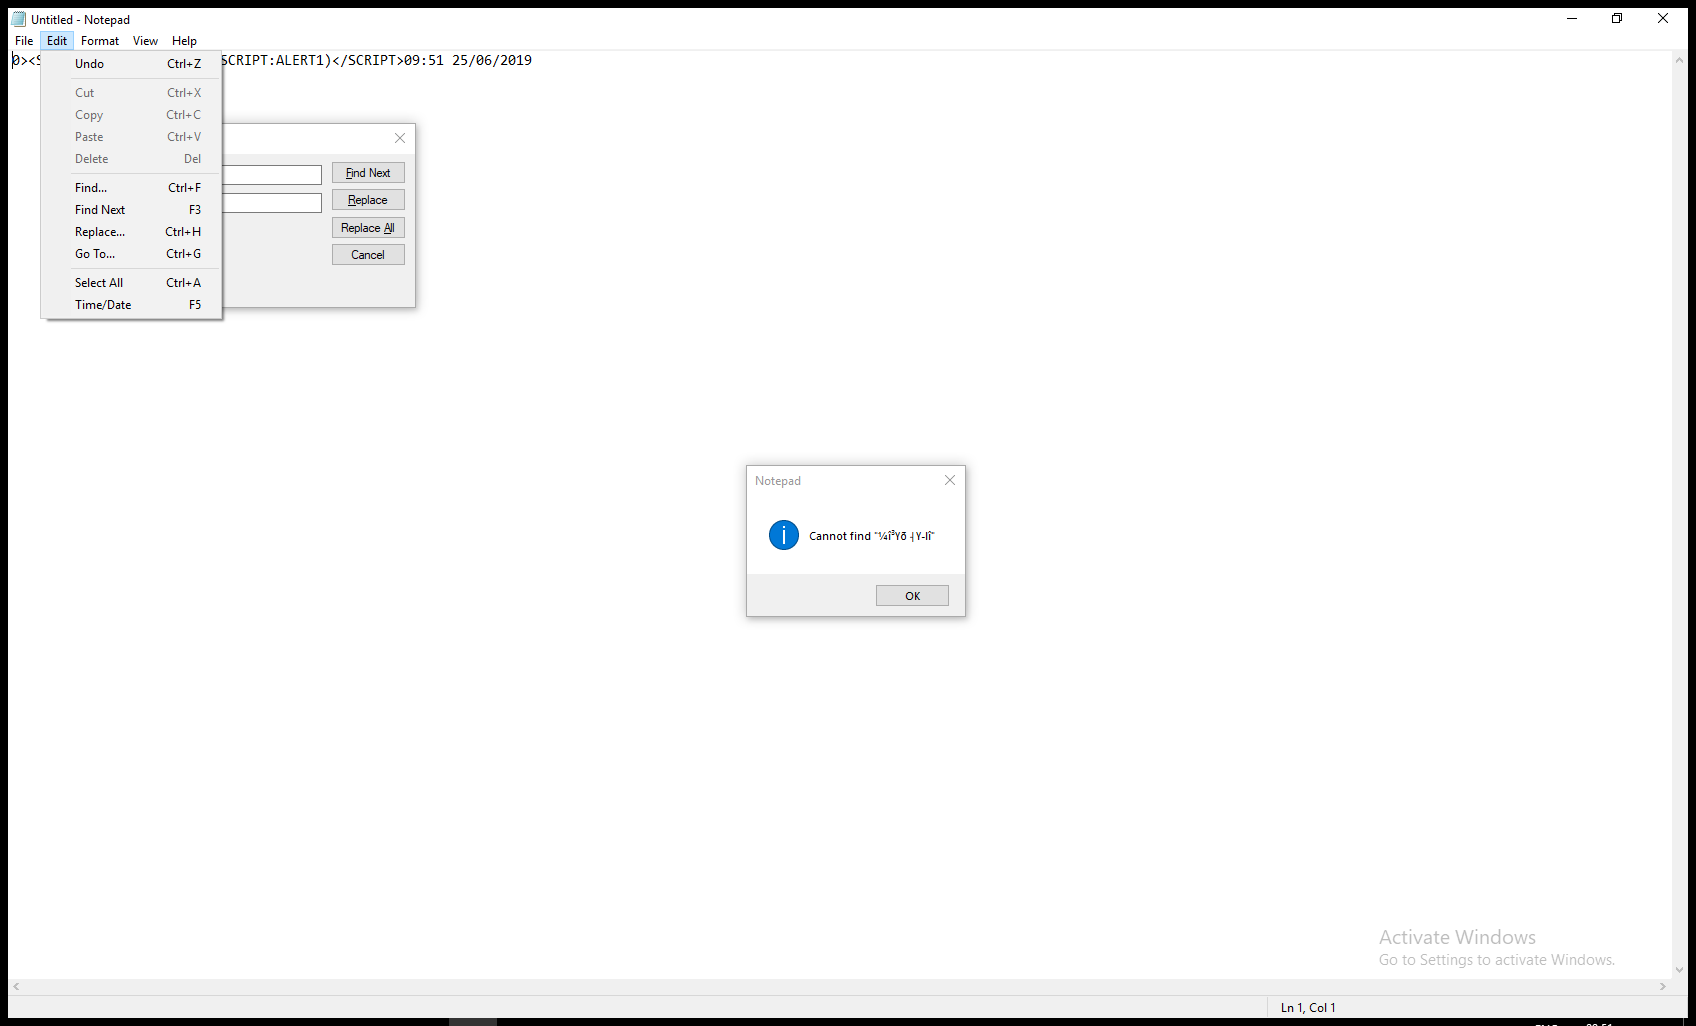 Untitled - Notepad
File Edit Format View Help
0><S
SCRIPT:ALERT1)</SCRIPT>09:51 25/06/2019
Undo Ctrl+Z
Cut Ctrl+X
Copy Ctrl+C
Paste Ctrl+V
Delete Del
Find... Ctrl+F
Find Next F3
Replace... Ctrl+H
Go To... Ctrl+G
Select All Ctrl+A
Time/Date F5
Find Next
Replace
Replace All
Cancel
Notepad
Cannot find "¼î³Yõ ┤Y-Iî"
OK
Activate Windows
Go to Settings to activate Windows.
Ln 1, Col 1